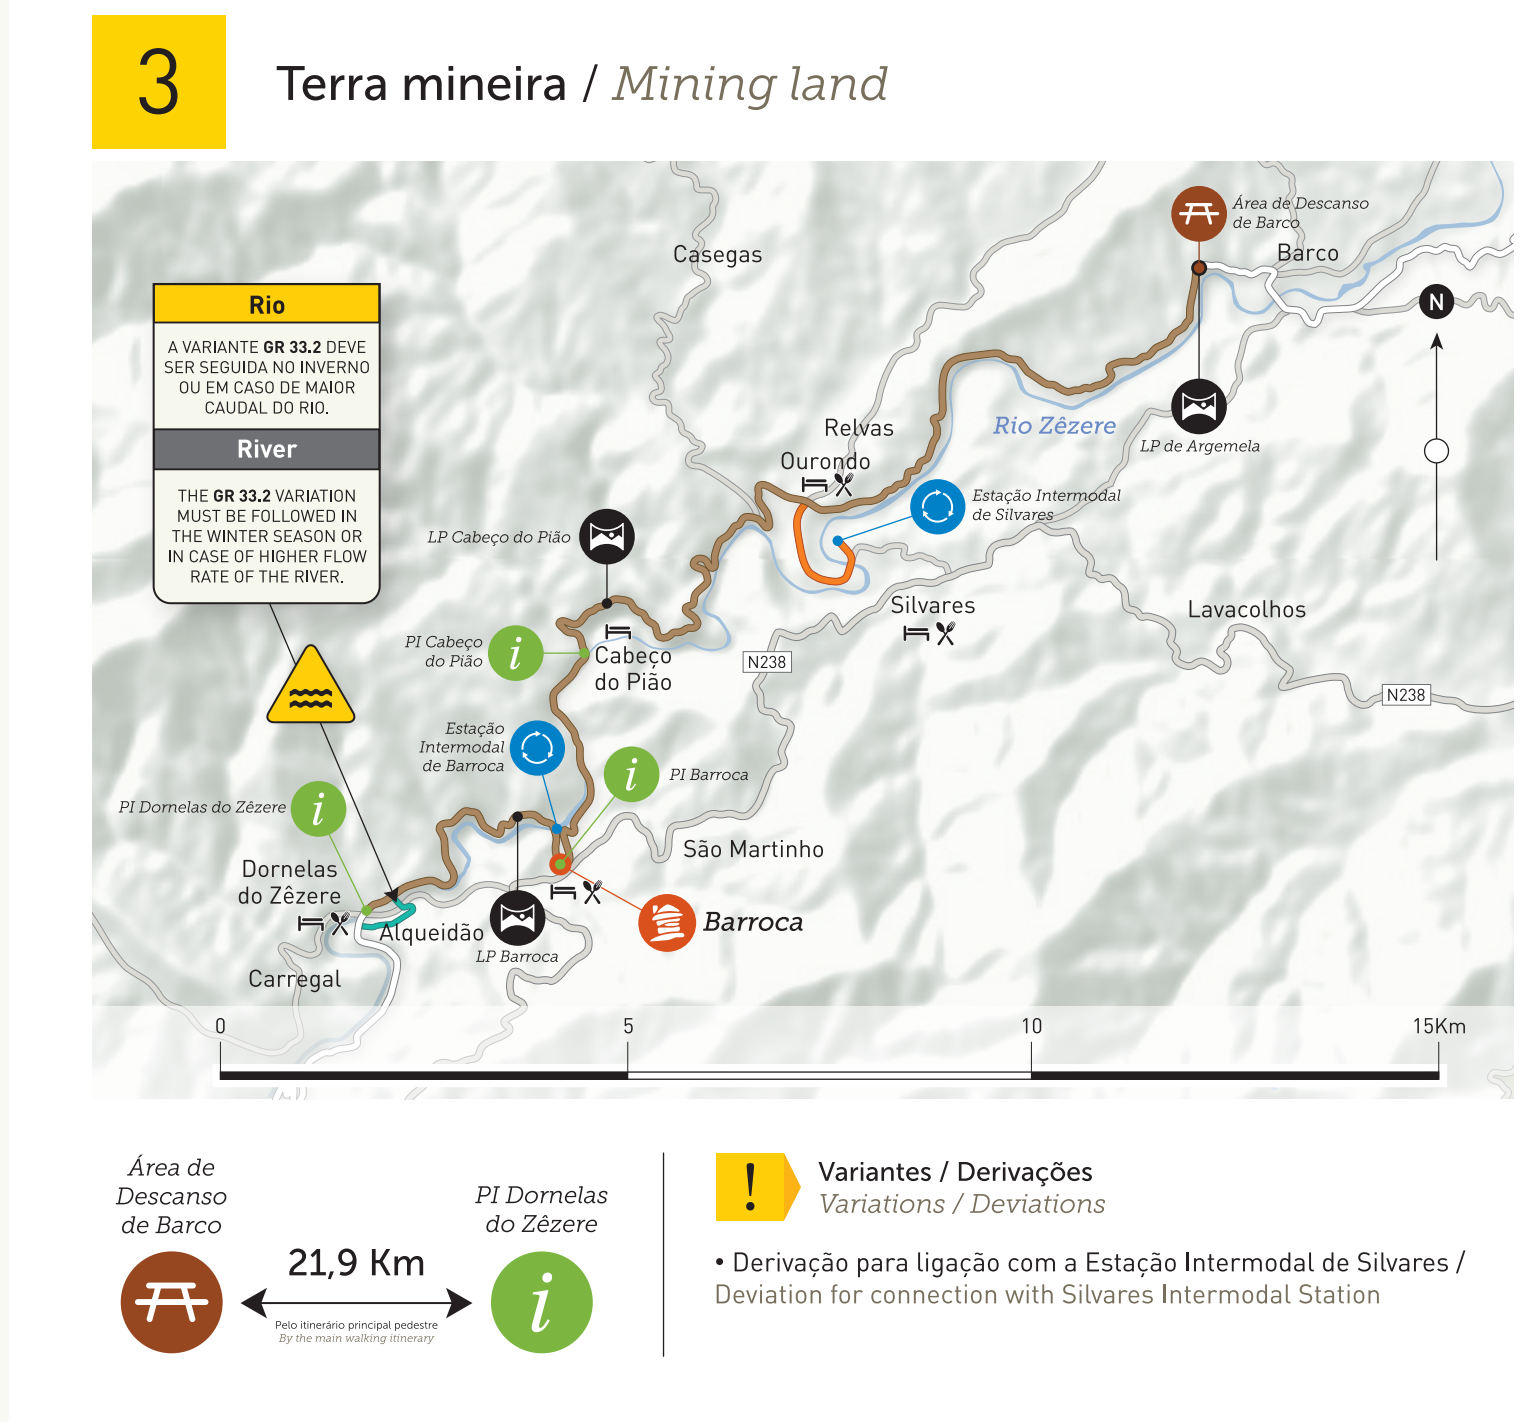 3
Terra mineira / Mining land
Área de Descanso
de Barco
Barco
Casegas
N
Rio
A VARIANTE GR 33.2 DEVE
SER SEGUIDA NO INVERNO
OU EM CASO DE MAIOR
CAUDAL DO RIO.
River
THE GR 33.2 VARIATION
MUST BE FOLLOWED IN
THE WINTER SEASON OR
IN CASE OF HIGHER FLOW
RATE OF THE RIVER.
Relvas
Rio Zêzere
LP de Argemela
Ourondo
Estação Intermodal
de Silvares
LP Cabeço do Pião
Silvares
Lavacolhos
PI Cabeço
do Pião
i
Cabeço
do Pião
N238
N238
Estação
Intermodal
de Barroca
i
PI Barroca
PI Dornelas do Zêzere
i
São Martinho
Dornelas
do Zêzere
Alqueidão
Barroca
LP Barroca
Carregal
0
5
10
15Km
Área de
Descanso
de Barco
21,9 Km
Pelo itinerário principal pedestre
By the main walking itinerary
PI Dornelas
do Zêzere
i
!
Variantes / Derivações
Variations / Deviations
• Derivação para ligação com a Estação Intermodal de Silvares /
Deviation for connection with Silvares Intermodal Station